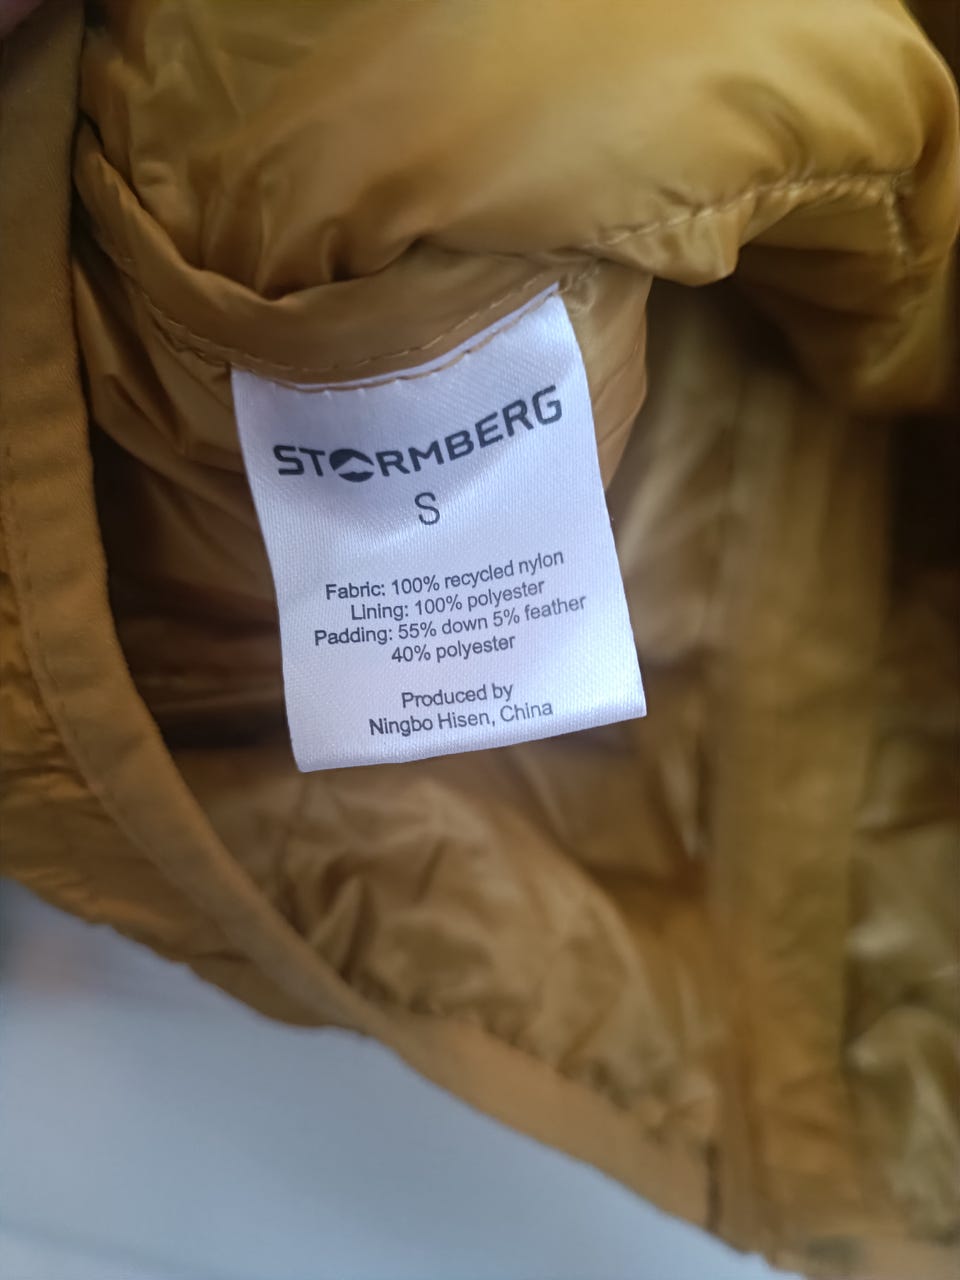 STORMBERG
S
Fabric: 100% recycled nylon
Lining: 100% polyester
Padding: 55% down 5% feather
40% polyester
Produced by
Ningbo Hisen, China